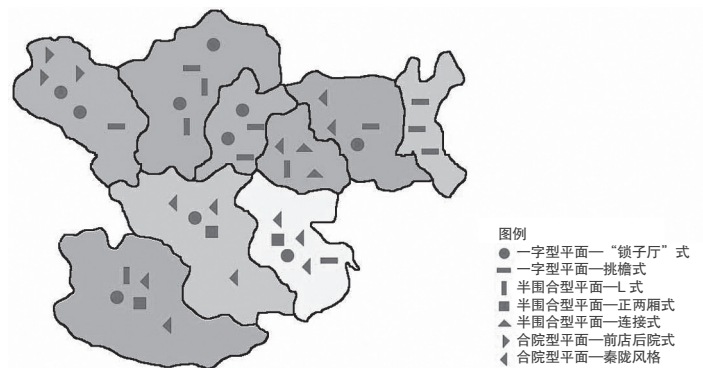 图例
一字型平面—“锁子厅”式
一字型平面—挑檐式
半围合型平面—L 式
半围合型平面—正两厢式
半围合型平面—连接式
合院型平面—前店后院式
合院型平面—秦陇风格